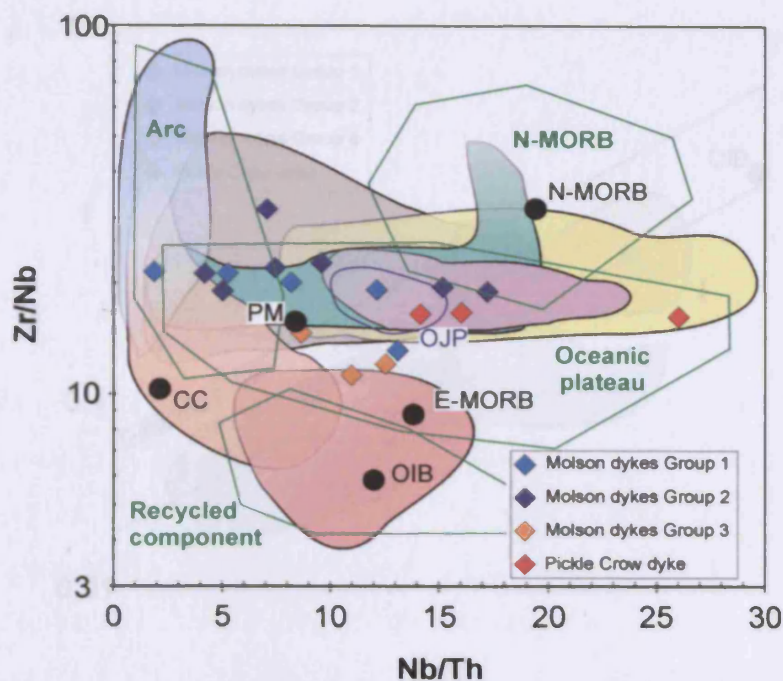 100
Arc
N-MORB
N-MORB
Zr/Nb
PM
OJP
Oceanic
plateau
10
CC
E-MORB
OIB
Recycled
component
Molson dykes Group 1
Molson dykes Group 2
Molson dykes Group 3
Pickle Crow dyke
3
0
5
10
15
20
25
30
Nb/Th